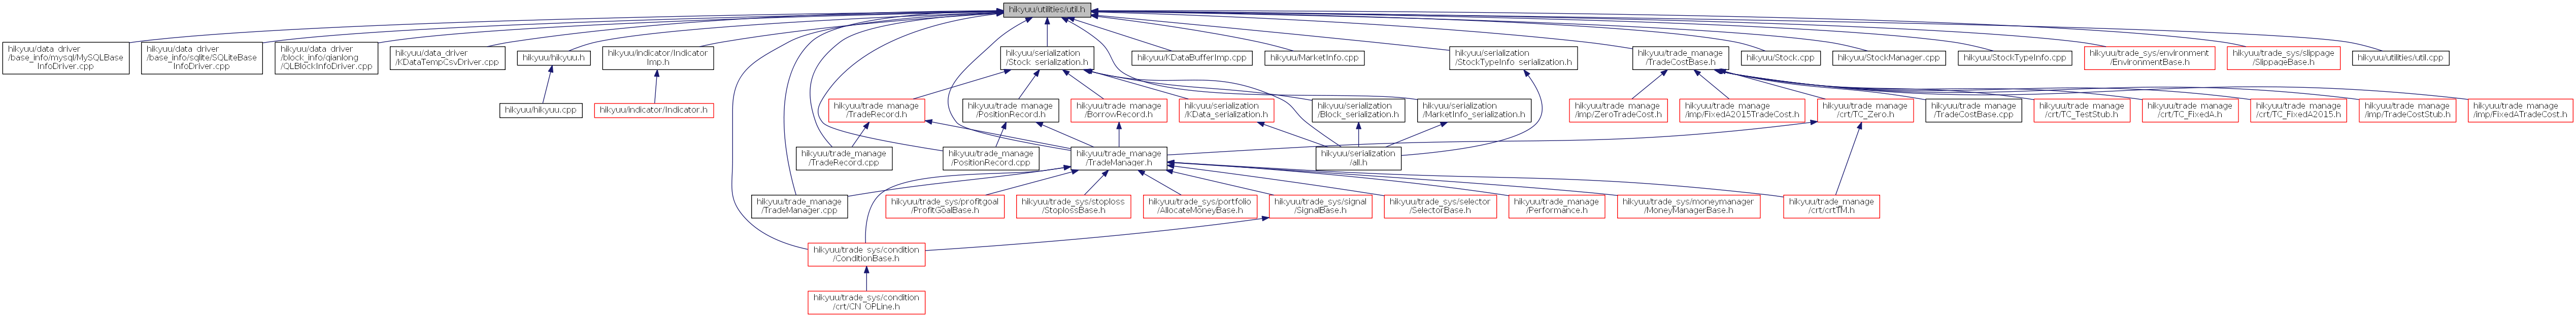 hikyuu/utilities/util.h
hikyuu/data_driver
/base_info/mysql/MySQLBase
InfoDriver.cpp
hikyuu/data_driver
/base_info/sqlite/SQLiteBase
InfoDriver.cpp
hikyuu/data_driver
/block_info/qianlong
/QLBlockInfoDriver.cpp
hikyuu/data_driver
/KDataTempCsvDriver.cpp
hikyuu/hikyuu.h
hikyuu/indicator/Indicator
Imp.h
hikyuu/serialization
/Stock_serialization.h
hikyuu/KDataBufferImp.cpp
hikyuu/MarketInfo.cpp
hikyuu/serialization
/StockTypeInfo_serialization.h
hikyuu/trade_manage
/TradeCostBase.h
hikyuu/Stock.cpp
hikyuu/StockManager.cpp
hikyuu/StockTypeInfo.cpp
hikyuu/trade_sys/environment
/EnvironmentBase.h
hikyuu/trade_sys/slippage
/SlippageBase.h
hikyuu/utilities/util.cpp
hikyuu/hikyuu.cpp
hikyuu/indicator/Indicator.h
hikyuu/trade_manage
/TradeRecord.h
hikyuu/trade_manage
/PositionRecord.h
hikyuu/trade_manage
/BorrowRecord.h
hikyuu/serialization
/KData_serialization.h
hikyuu/serialization
/Block_serialization.h
hikyuu/serialization
/MarketInfo_serialization.h
hikyuu/trade_manage
/imp/ZeroTradeCost.h
hikyuu/trade_manage
/imp/FixedA2015TradeCost.h
hikyuu/trade_manage
/crt/TC_Zero.h
hikyuu/trade_manage
/TradeCostBase.cpp
hikyuu/trade_manage
/crt/TC_TestStub.h
hikyuu/trade_manage
/crt/TC_FixedA.h
hikyuu/trade_manage
/crt/TC_FixedA2015.h
hikyuu/trade_manage
/imp/TradeCostStub.h
hikyuu/trade_manage
/imp/FixedATradeCost.h
hikyuu/trade_manage
/TradeRecord.cpp
hikyuu/trade_manage
/PositionRecord.cpp
hikyuu/trade_manage
/TradeManager.h
hikyuu/serialization
/all.h
hikyuu/trade_manage
/TradeManager.cpp
hikyuu/trade_sys/profitgoal
/ProfitGoalBase.h
hikyuu/trade_sys/stoploss
/StoplossBase.h
hikyuu/trade_sys/portfolio
/AllocateMoneyBase.h
hikyuu/trade_sys/signal
/SignalBase.h
hikyuu/trade_sys/selector
/SelectorBase.h
hikyuu/trade_manage
/Performance.h
hikyuu/trade_sys/moneymanager
/MoneyManagerBase.h
hikyuu/trade_manage
/crt/crtTM.h
hikyuu/trade_sys/condition
/ConditionBase.h
hikyuu/trade_sys/condition
/crt/CN_OPLine.h